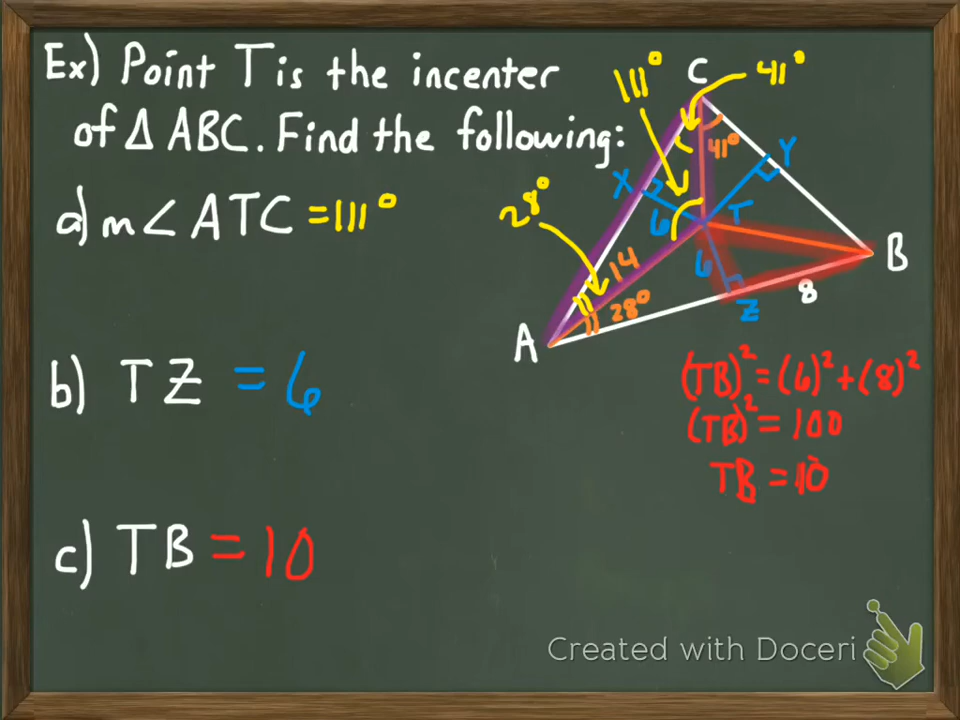 Ex) Point T is the incenter
of Δ ABC. Find the following:
a) m∠ ATC = 111°
b) TZ = 6
c) TB = 10
111°
C
41°
41°
Y
X
28°
6
T
14
6
B
28°
8
Z
A
(TB)² = (6)² + (8)²
(TB)² = 100
TB = 10
Created with Doceri